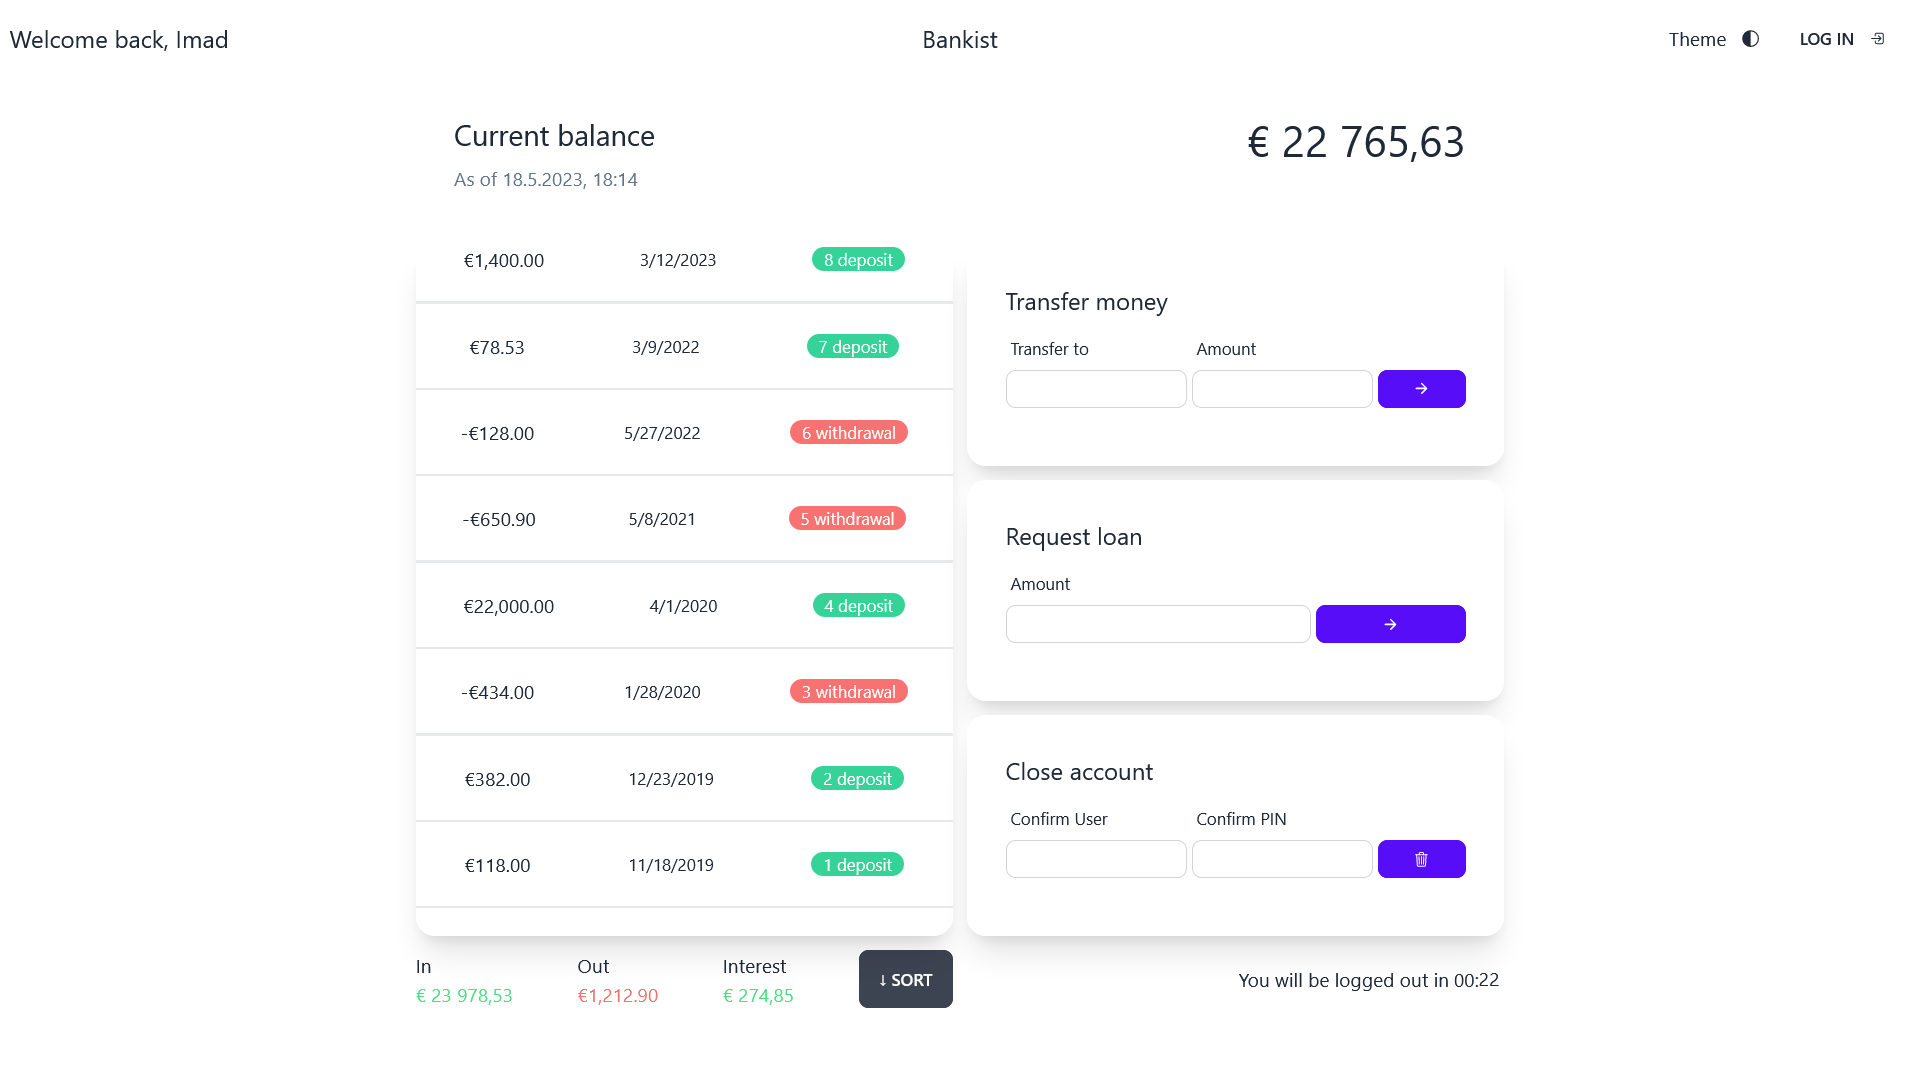 Welcome back, Imad
Bankist
Theme
LOG IN
Current balance
€ 22 765,63
As of 18.5.2023, 18:14
€1,400.00 3/12/2023 8 deposit
€78.53 3/9/2022 7 deposit
-€128.00 5/27/2022 6 withdrawal
-€650.90 5/8/2021 5 withdrawal
€22,000.00 4/1/2020 4 deposit
-€434.00 1/28/2020 3 withdrawal
€382.00 12/23/2019 2 deposit
€118.00 11/18/2019 1 deposit
Transfer money
Transfer to Amount
Request loan
Amount
Close account
Confirm User Confirm PIN
In Out Interest
€ 23 978,53 €1,212.90 € 274,85
↓ SORT
You will be logged out in 00:22